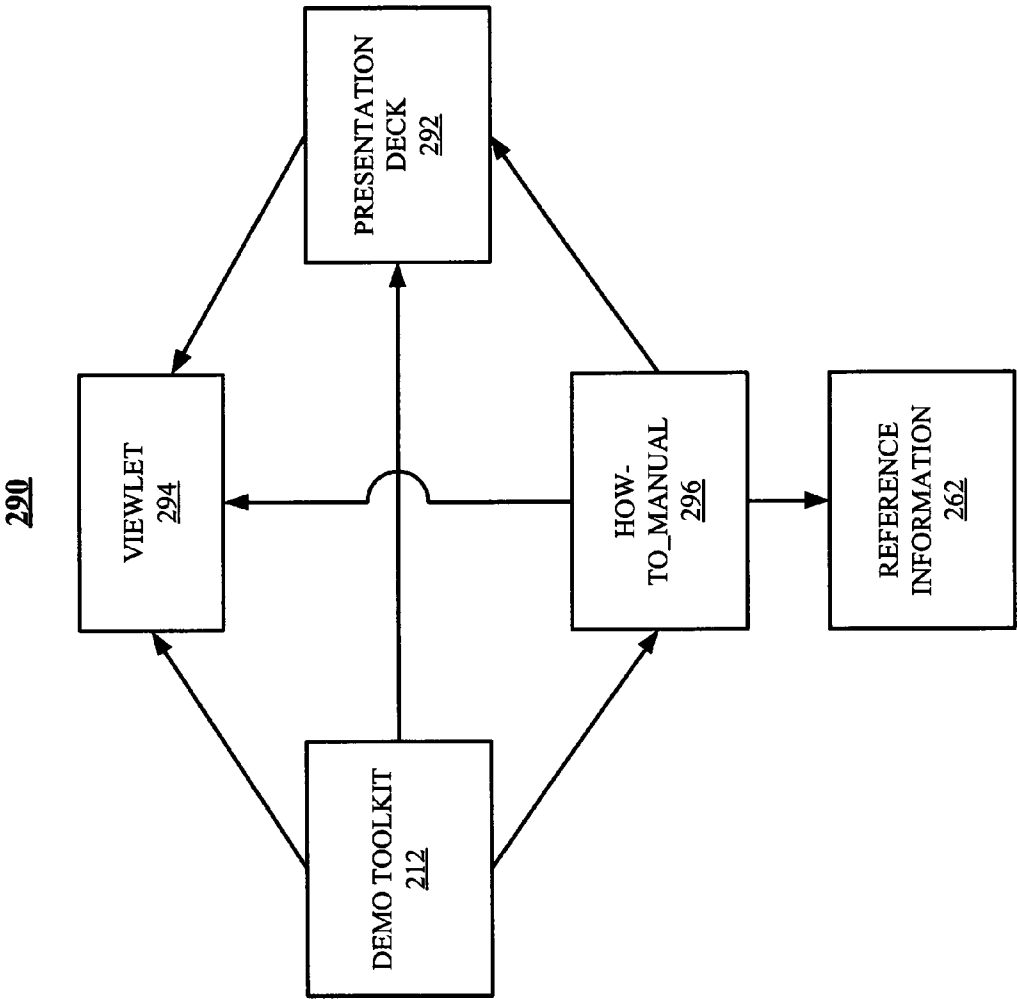 290
VIEWLET
294
PRESENTATION
DECK
292
DEMO TOOLKIT
212
HOW-
TO_MANUAL
296
REFERENCE
INFORMATION
262